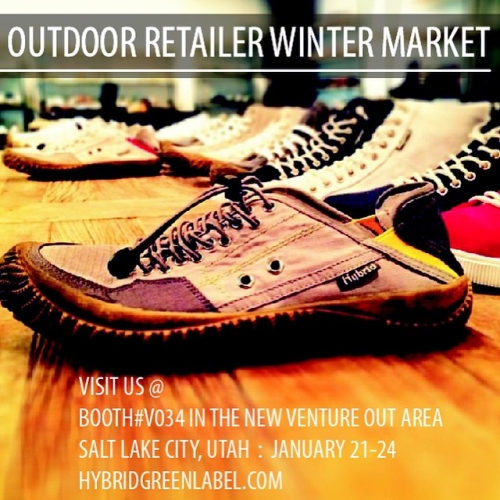 OUTDOOR RETAILER WINTER MARKET
Hybrid
VISIT US @
BOOTH#V034 IN THE NEW VENTURE OUT AREA
SALT LAKE CITY, UTAH : JANUARY 21-24
HYBRIDGREENLABEL.COM